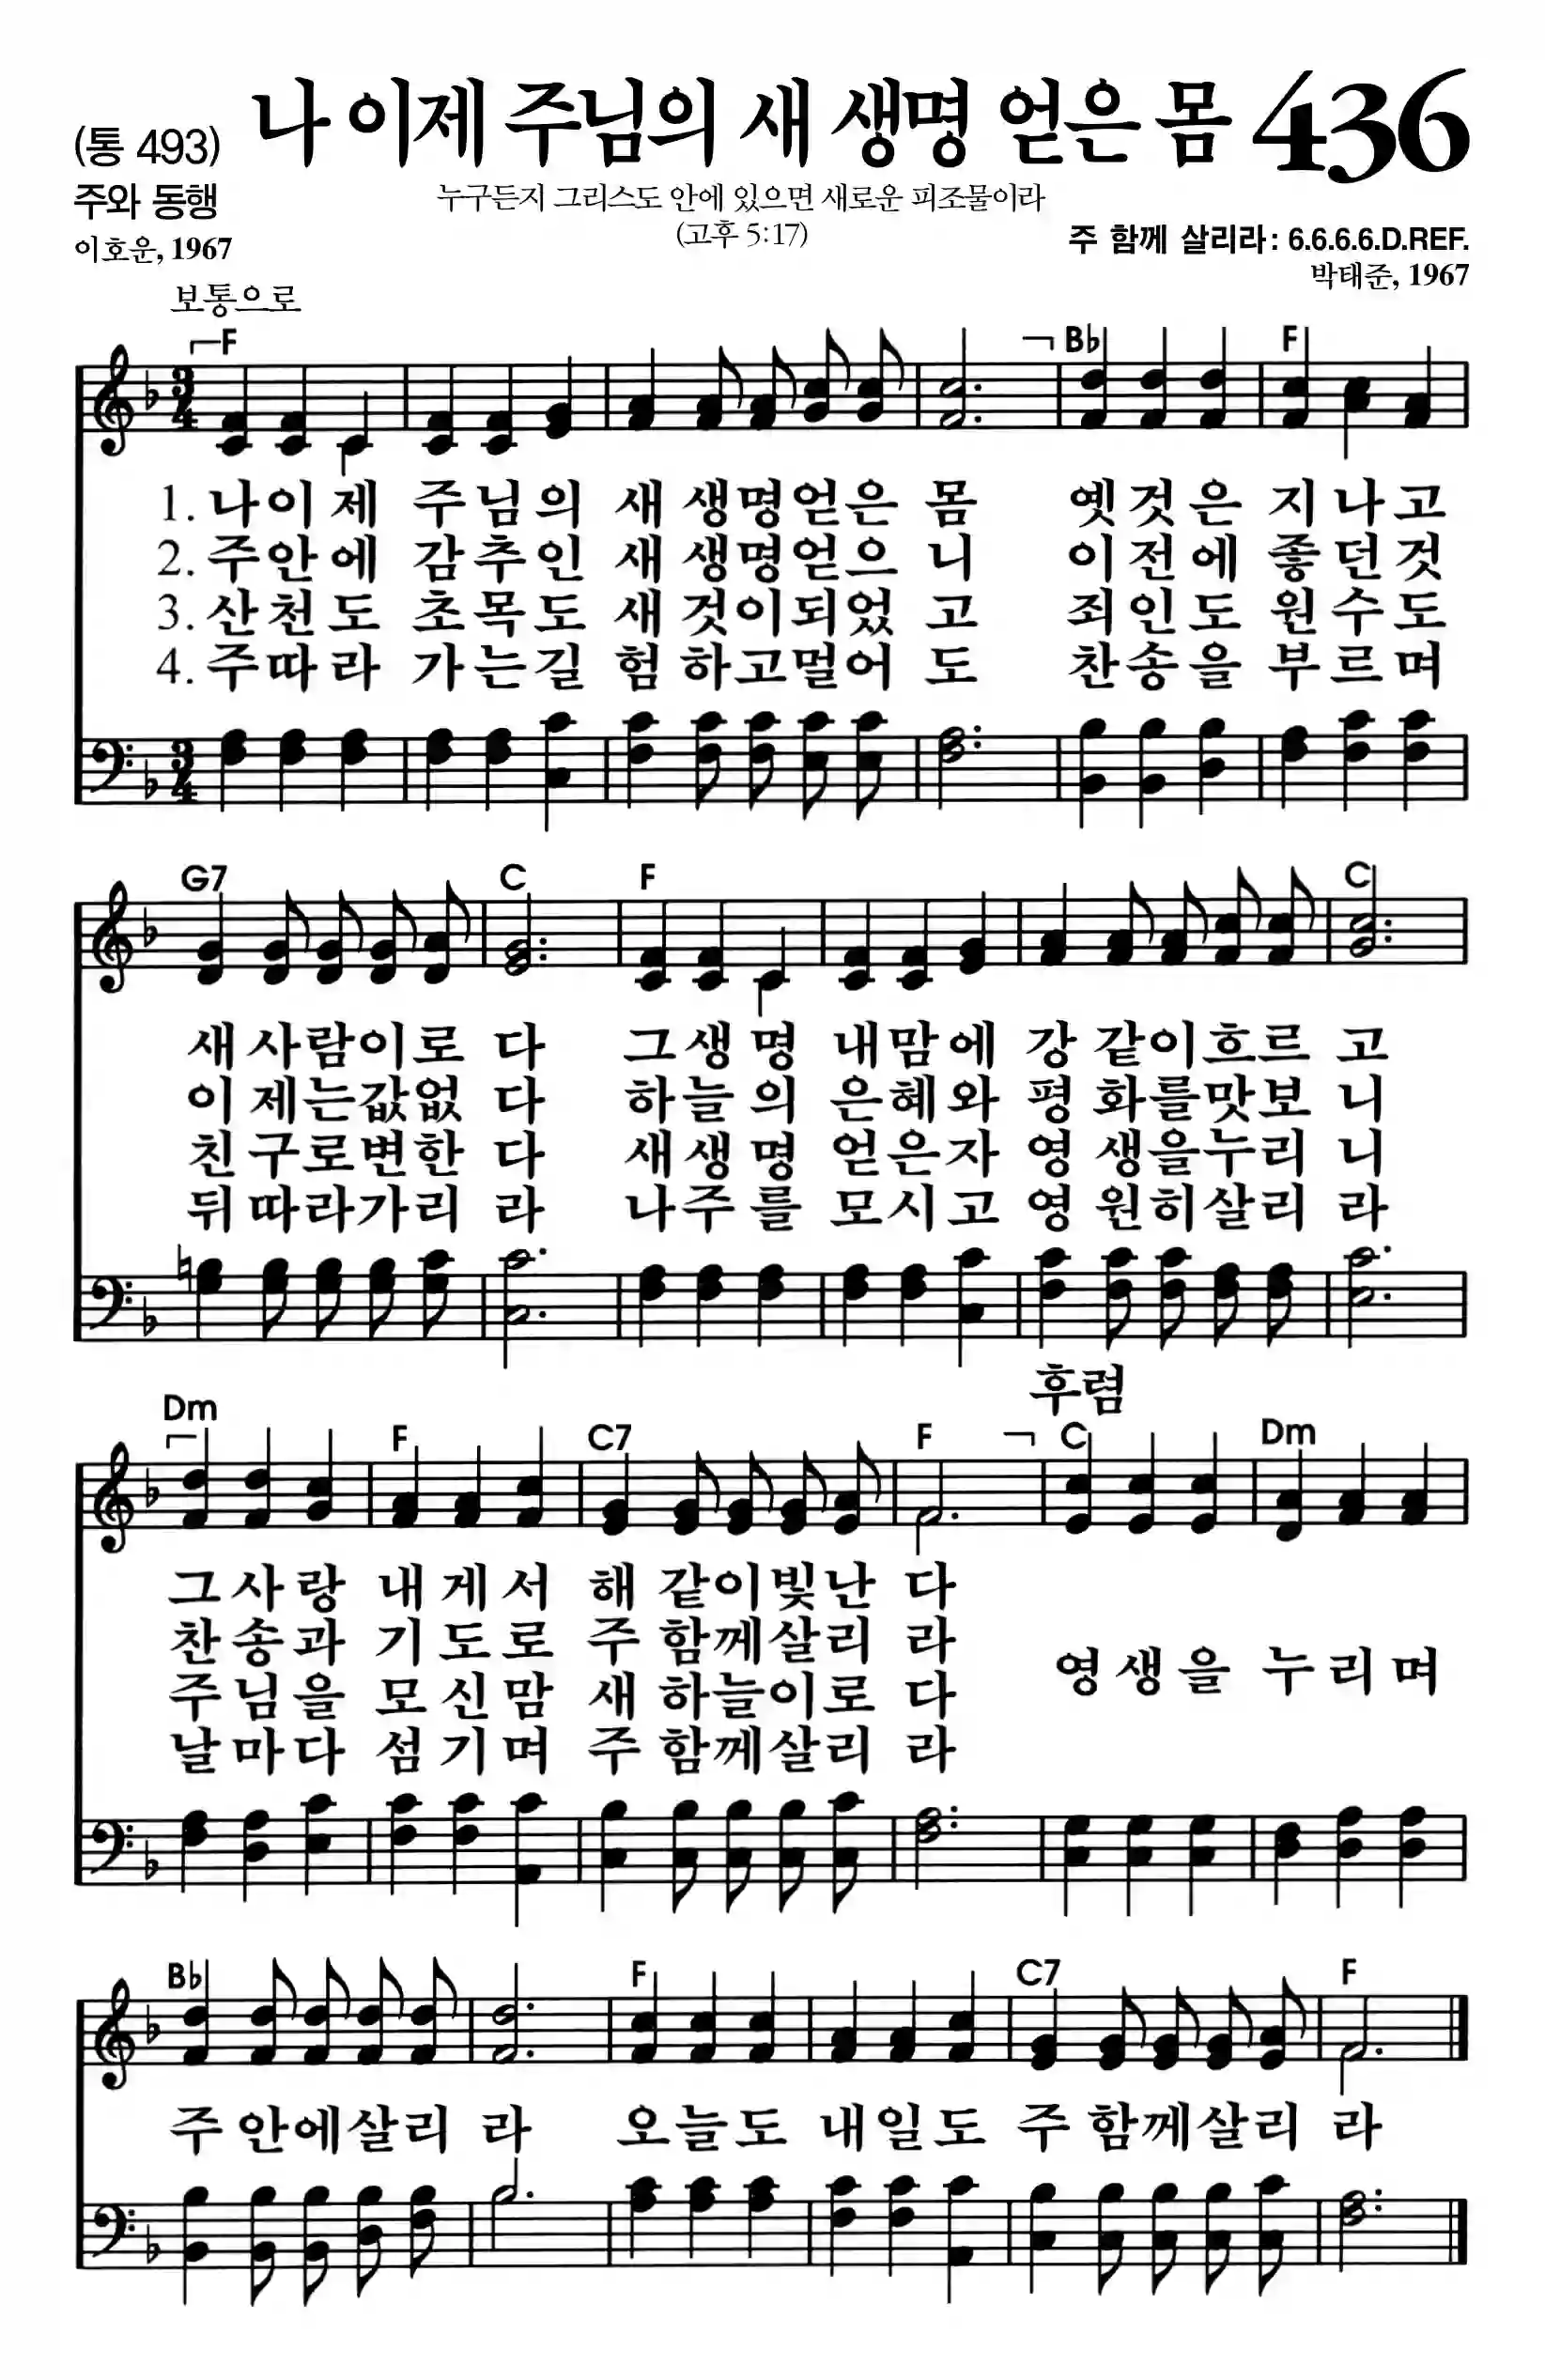 (통 493) 나 이제 주님의 새 생명 얻은 몸 436
주와 동행
누구든지 그리스도 안에 있으면 새로운 피조물이라
(고후 5:17)
이호운, 1967
주 함께 살리라: 6.6.6.6.D.REF.
박태준, 1967
보통으로
F B♭ F
1. 나이제 주님의 새 생명얻은 몸 옛것은 지나고
2. 주안에 감추인 새 생명얻으 니 이전에 좋던것
3. 산천도 초목도 새 것이되었 고 죄인도 원수도
4. 주따라 가는길 험 하고멀어 도 찬송을 부르며
G7 C F C
새사람이로 다 그생명 내맘에 강 같이흐르 고
이제는값없 다 하늘의 은혜와 평 화를맛보 니
친구로변한 다 새생명 얻은자 영 생을누리 니
뒤따라가리 라 나주를 모시고 영 원히살리 라
후렴
Dm F C7 F C Dm
그사랑 내게서 해 같이빛난 다
찬송과 기도로 주 함께살리 라
주님을 모신맘 새 하늘이로 다
날마다 섬기며 주 함께살리 라
영생을 누리며
B♭ F C7 F
주 안에살리 라 오늘도 내일도 주 함께살리 라